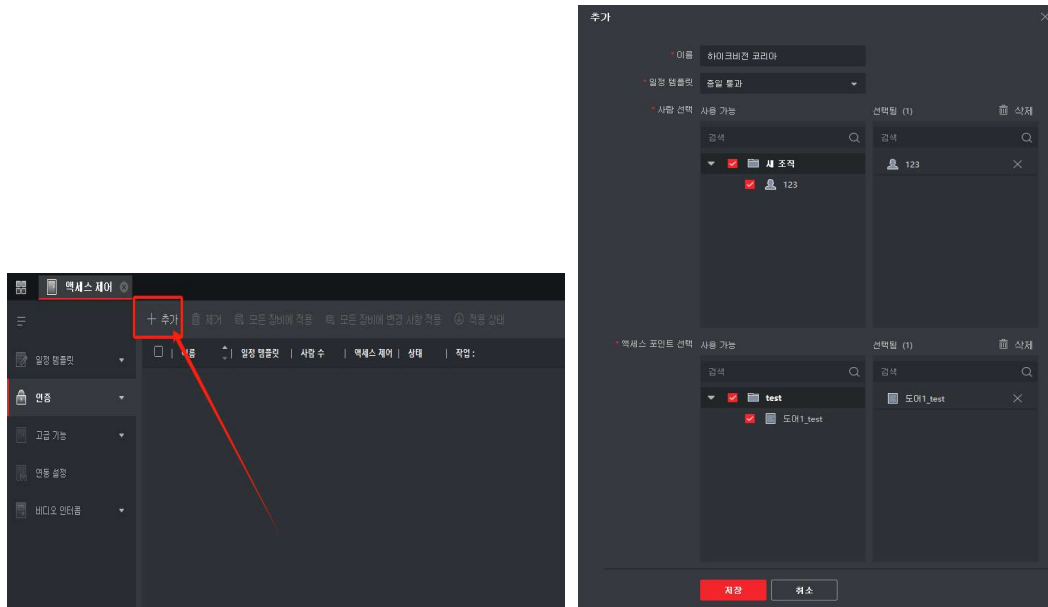 액세스 제어
+ 추가 제거 모든 장비에 적용 모든 장비에 변경 사항 적용 적용 상태
이름 | 일정 템플릿 | 사람 수 | 액세스 제어 | 상태 | 작업 :
일정 템플릿
인증
고급 기능
연동 설정
비디오 인터콤
추가
* 이름 하이크비전 코리아
* 일정 템플릿 종일 통과
* 사람 선택 사용 가능 선택됨 (1) 삭제
검색 검색
새 조직 123
123
* 액세스 포인트 선택 사용 가능 선택됨 (1) 삭제
검색 검색
test 도어1_test
도어1_test
저장 취소